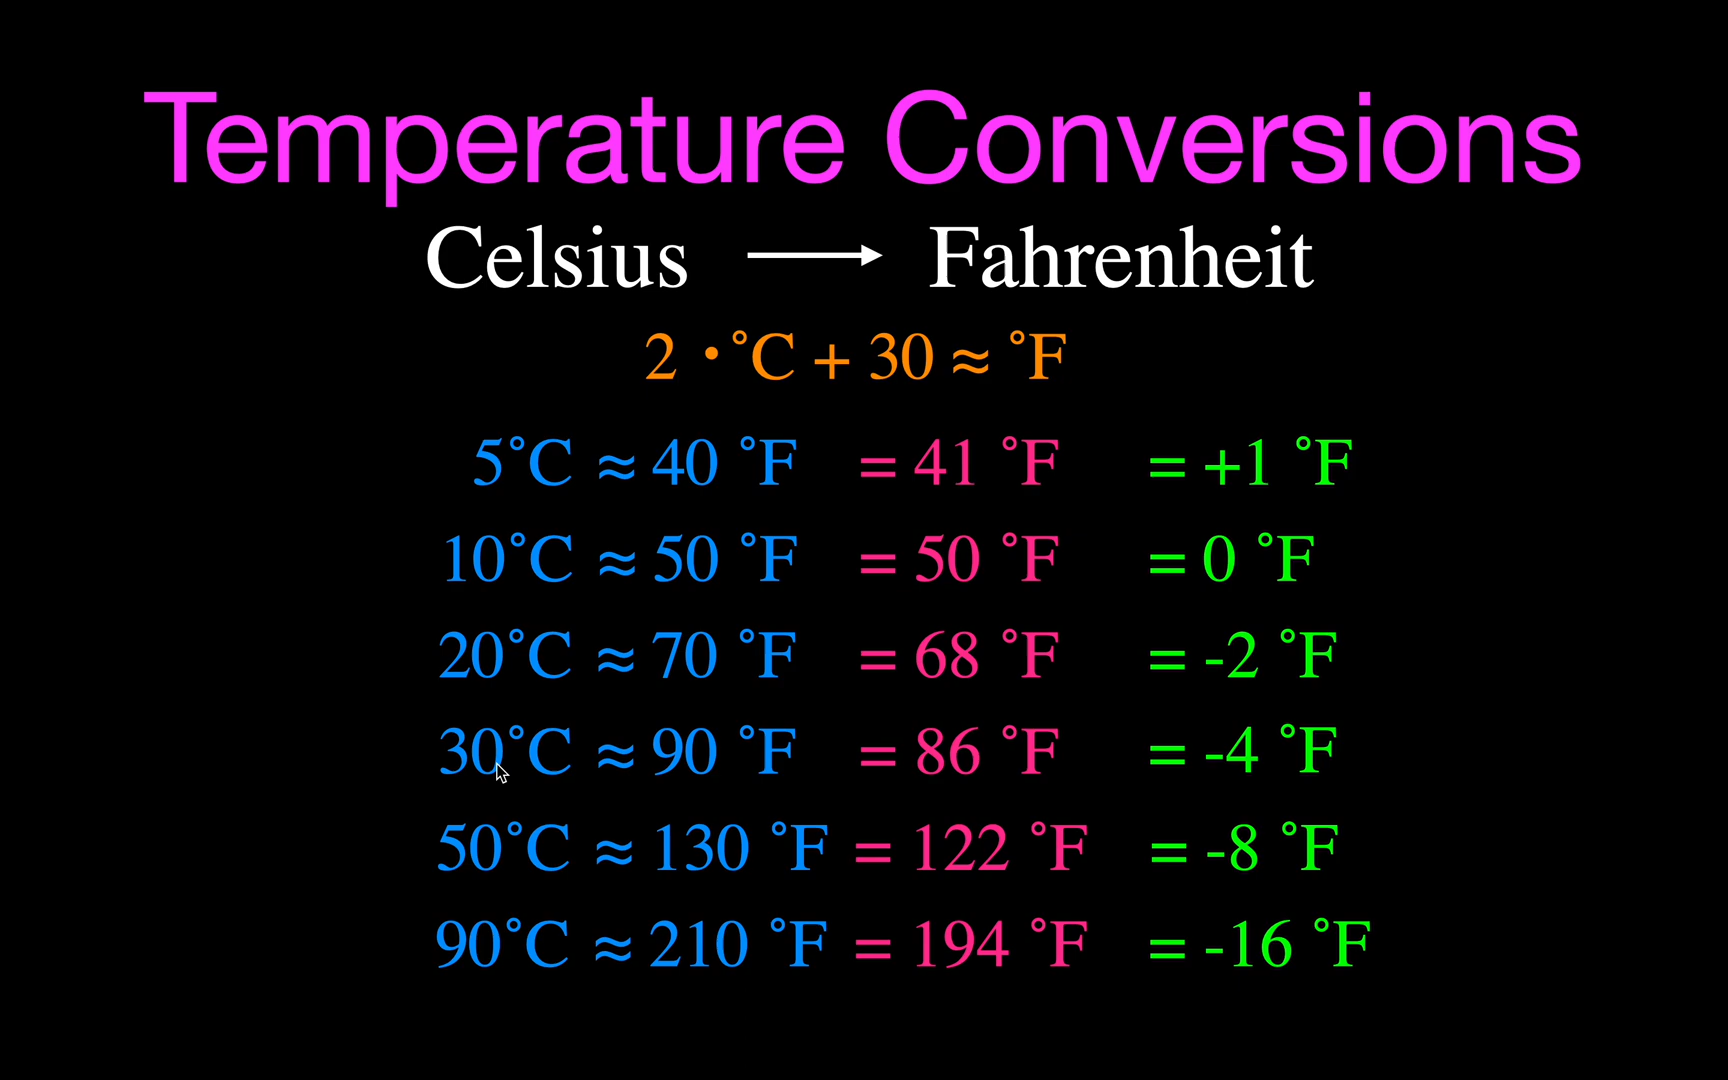 Temperature Conversions
Celsius ⟶ Fahrenheit
2 · °C + 30 ≈ °F
5°C ≈ 40 °F = 41 °F = +1 °F
10°C ≈ 50 °F = 50 °F = 0 °F
20°C ≈ 70 °F = 68 °F = -2 °F
30°C ≈ 90 °F = 86 °F = -4 °F
50°C ≈ 130 °F = 122 °F = -8 °F
90°C ≈ 210 °F = 194 °F = -16 °F